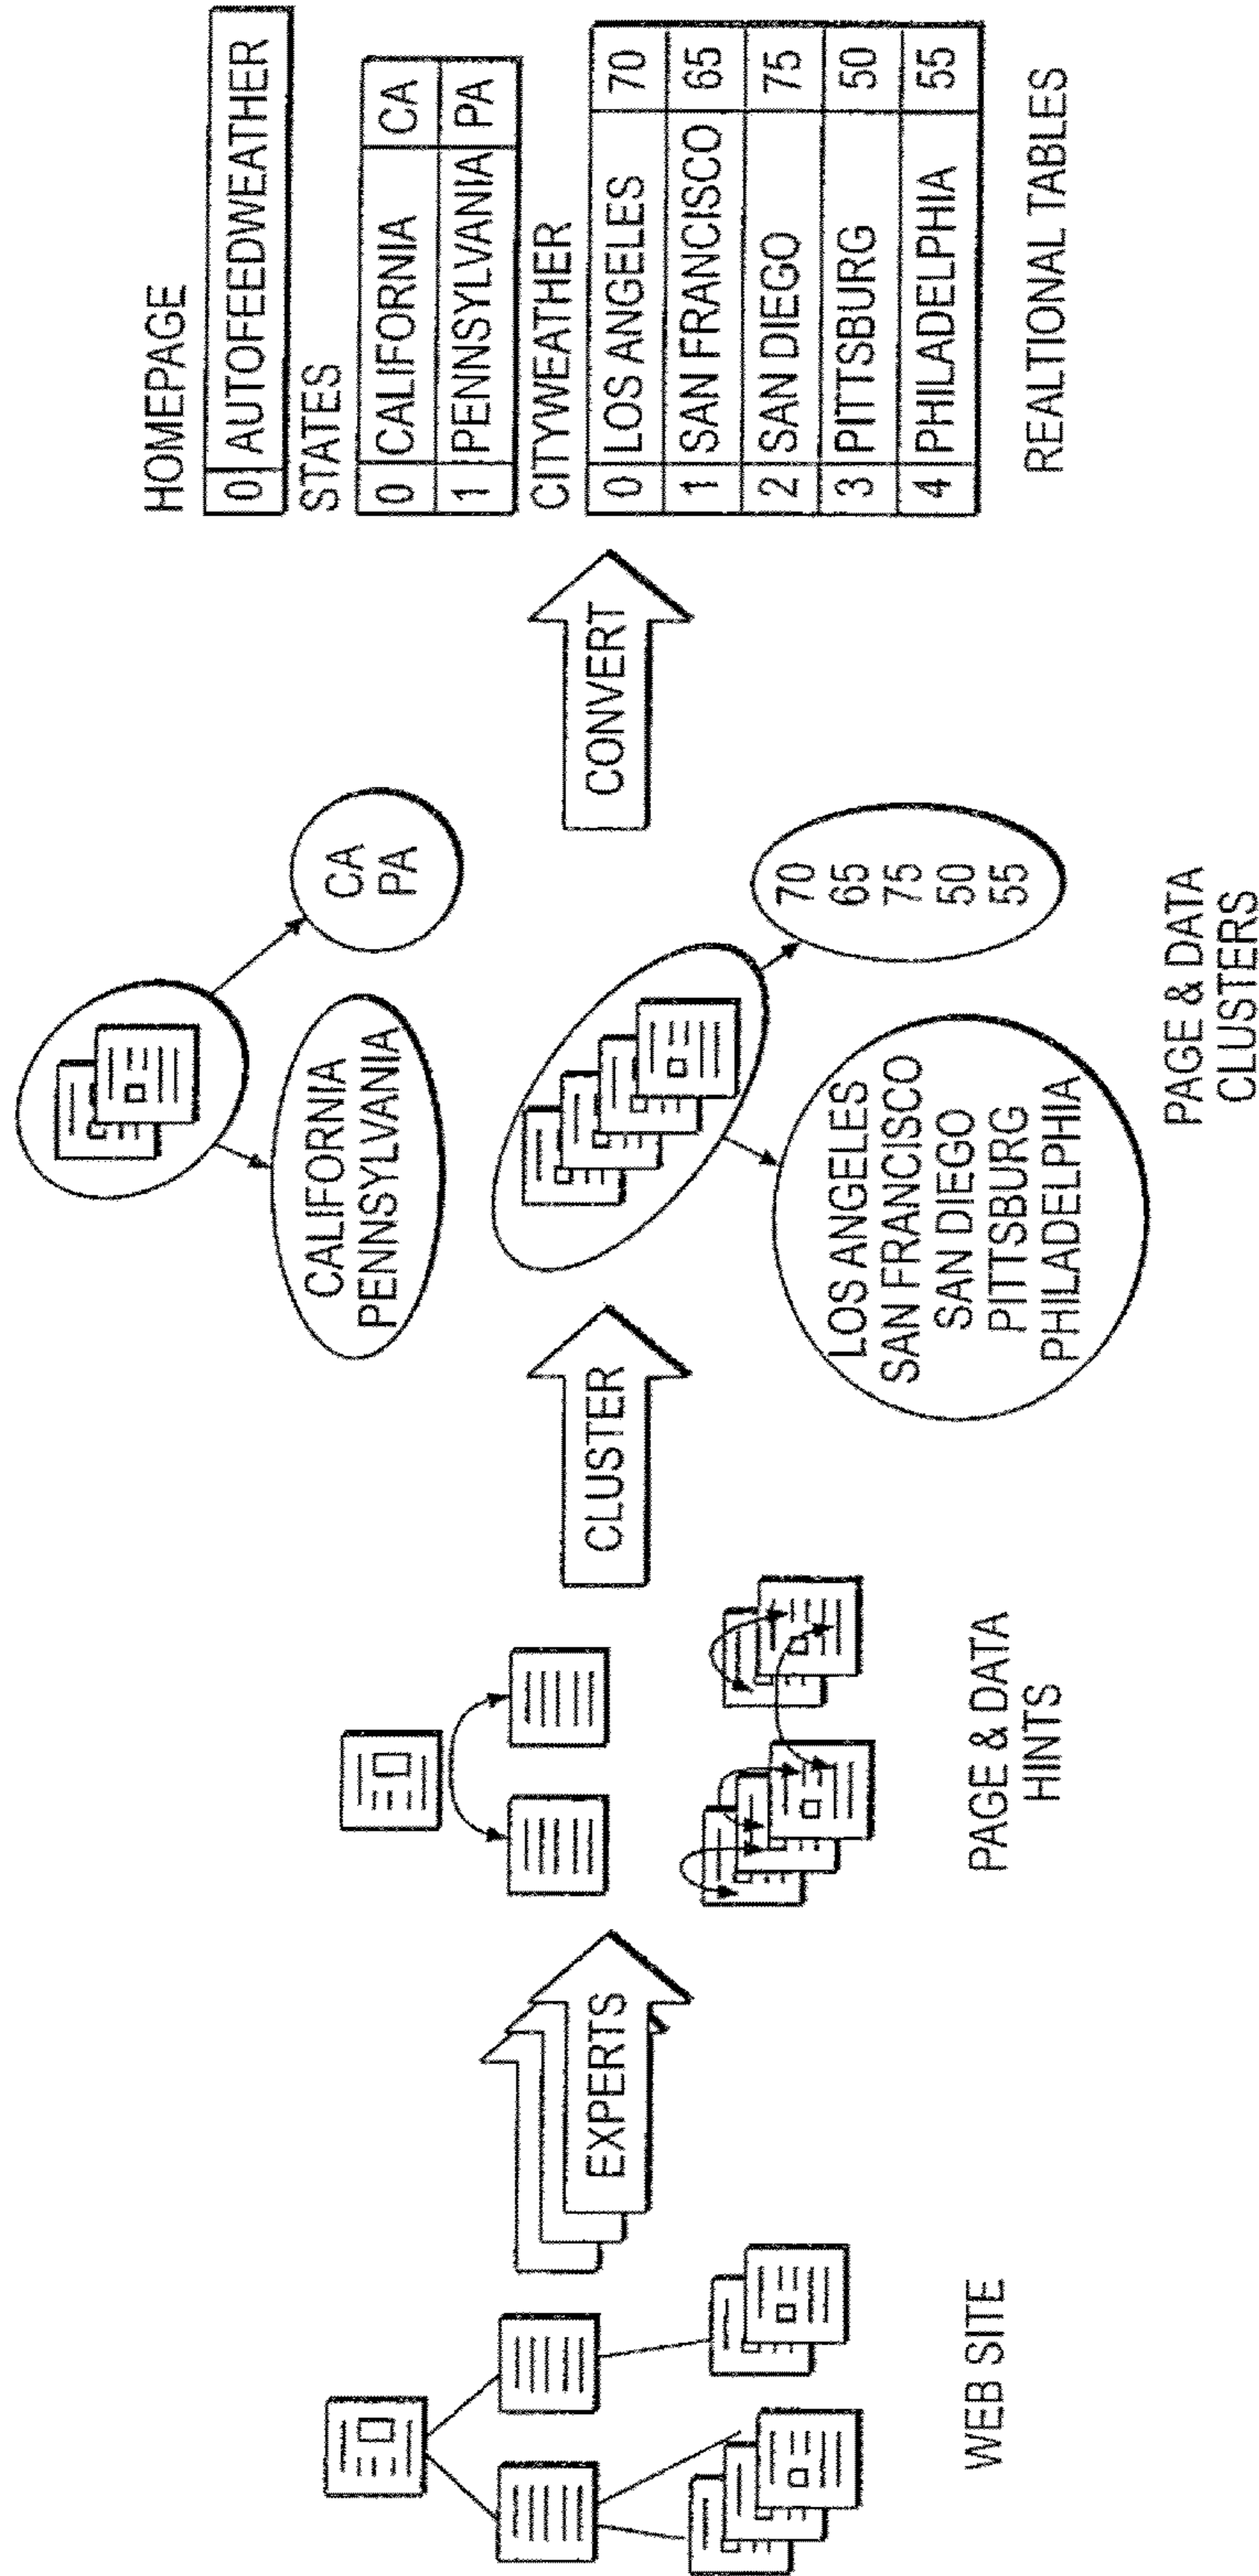 WEB SITE
EXPERTS
PAGE & DATA
HINTS
CLUSTER
CALIFORNIA
PENNSYLVANIA
CA
PA
LOS ANGELES
SAN FRANCISCO
SAN DIEGO
PITTSBURG
PHILADELPHIA
70
65
75
50
55
PAGE & DATA
CLUSTERS
CONVERT
HOMEPAGE
0 AUTOFEEDWEATHER
STATES
0 CALIFORNIA CA
1 PENNSYLVANIA PA
CITYWEATHER
0 LOS ANGELES 70
1 SAN FRANCISCO 65
2 SAN DIEGO 75
3 PITTSBURG 50
4 PHILADELPHIA 55
REALTIONAL TABLES